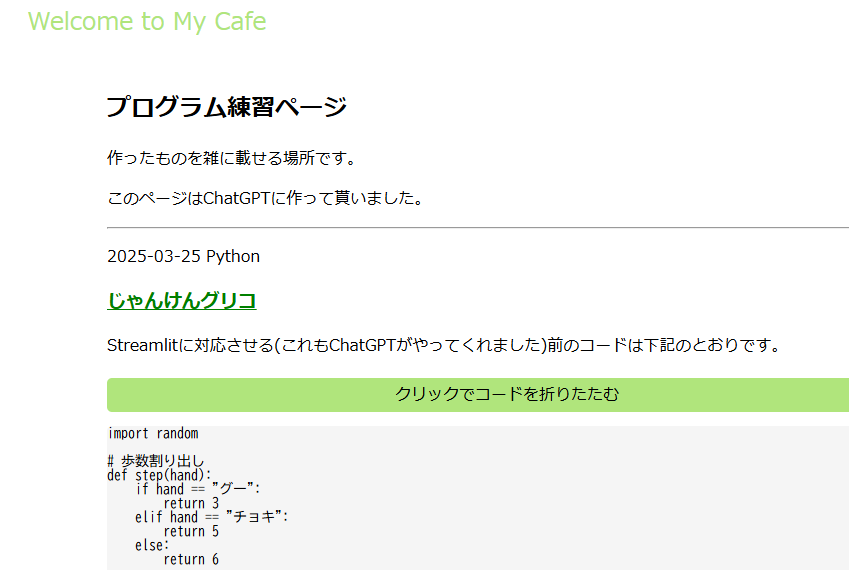 Welcome to My Cafe
プログラム練習ページ
作ったものを雑に載せる場所です。
このページはChatGPTに作って貰いました。
2025-03-25 Python
じゃんけんグリコ
Streamlitに対応させる(これもChatGPTがやってくれました)前のコードは下記のとおりです。
クリックでコードを折りたたむ
import random
# 歩数割り出し
def step(hand):
    if hand == "グー":
        return 3
    elif hand == "チョキ":
        return 5
    else:
        return 6